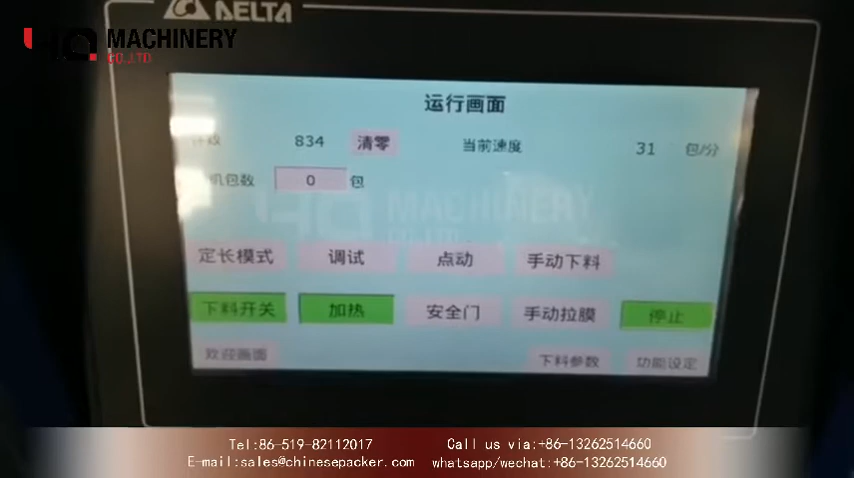 DELTA
HQ MACHINERY
CO.,LTD
运行画面
834 清零 当前速度 31 包/分
机包数 0 包
MACHINERY
定长模式 调试 点动 手动下料
下料开关 加热 安全门 手动拉膜 停止
欢迎画面 下料参数 功能设定
Tel:86-519-82112017 Call us via:+86-13262514660
E-mail:sales@chinesepacker.com whatsapp/wechat:+86-13262514660